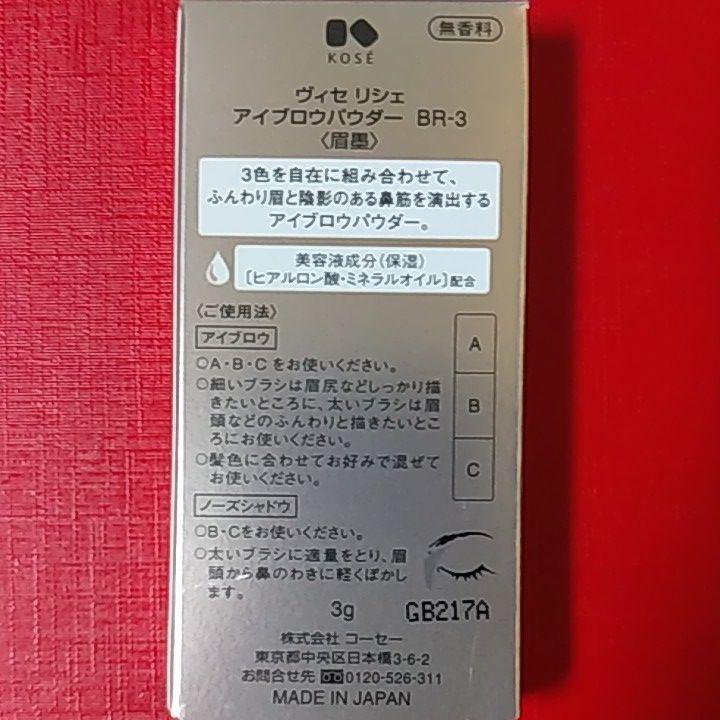 KOSÉ
無香料
ヴィセ リシェ
アイブロウパウダー BR-3
〈眉墨〉
3色を自在に組み合わせて、
ふんわり眉と陰影のある鼻筋を演出する
アイブロウパウダー。
美容液成分(保湿)
[ヒアルロン酸・ミネラルオイル]配合
〈ご使用法〉
アイブロウ
○A・B・Cをお使いください。
○細いブラシは眉尻などしっかり描
きたいところに、太いブラシは眉
頭などのふんわりと描きたいとこ
ろにお使いください。
○髪色に合わせてお好みで混ぜて
お使いください。
A
B
C
ノーズシャドウ
○B・Cをお使いください。
○太いブラシに適量をとり、眉
頭から鼻のわきに軽くぼかし
ます。
3g
GB217A
株式会社 コーセー
東京都中央区日本橋3-6-2
お問合せ先 0120-526-311
MADE IN JAPAN